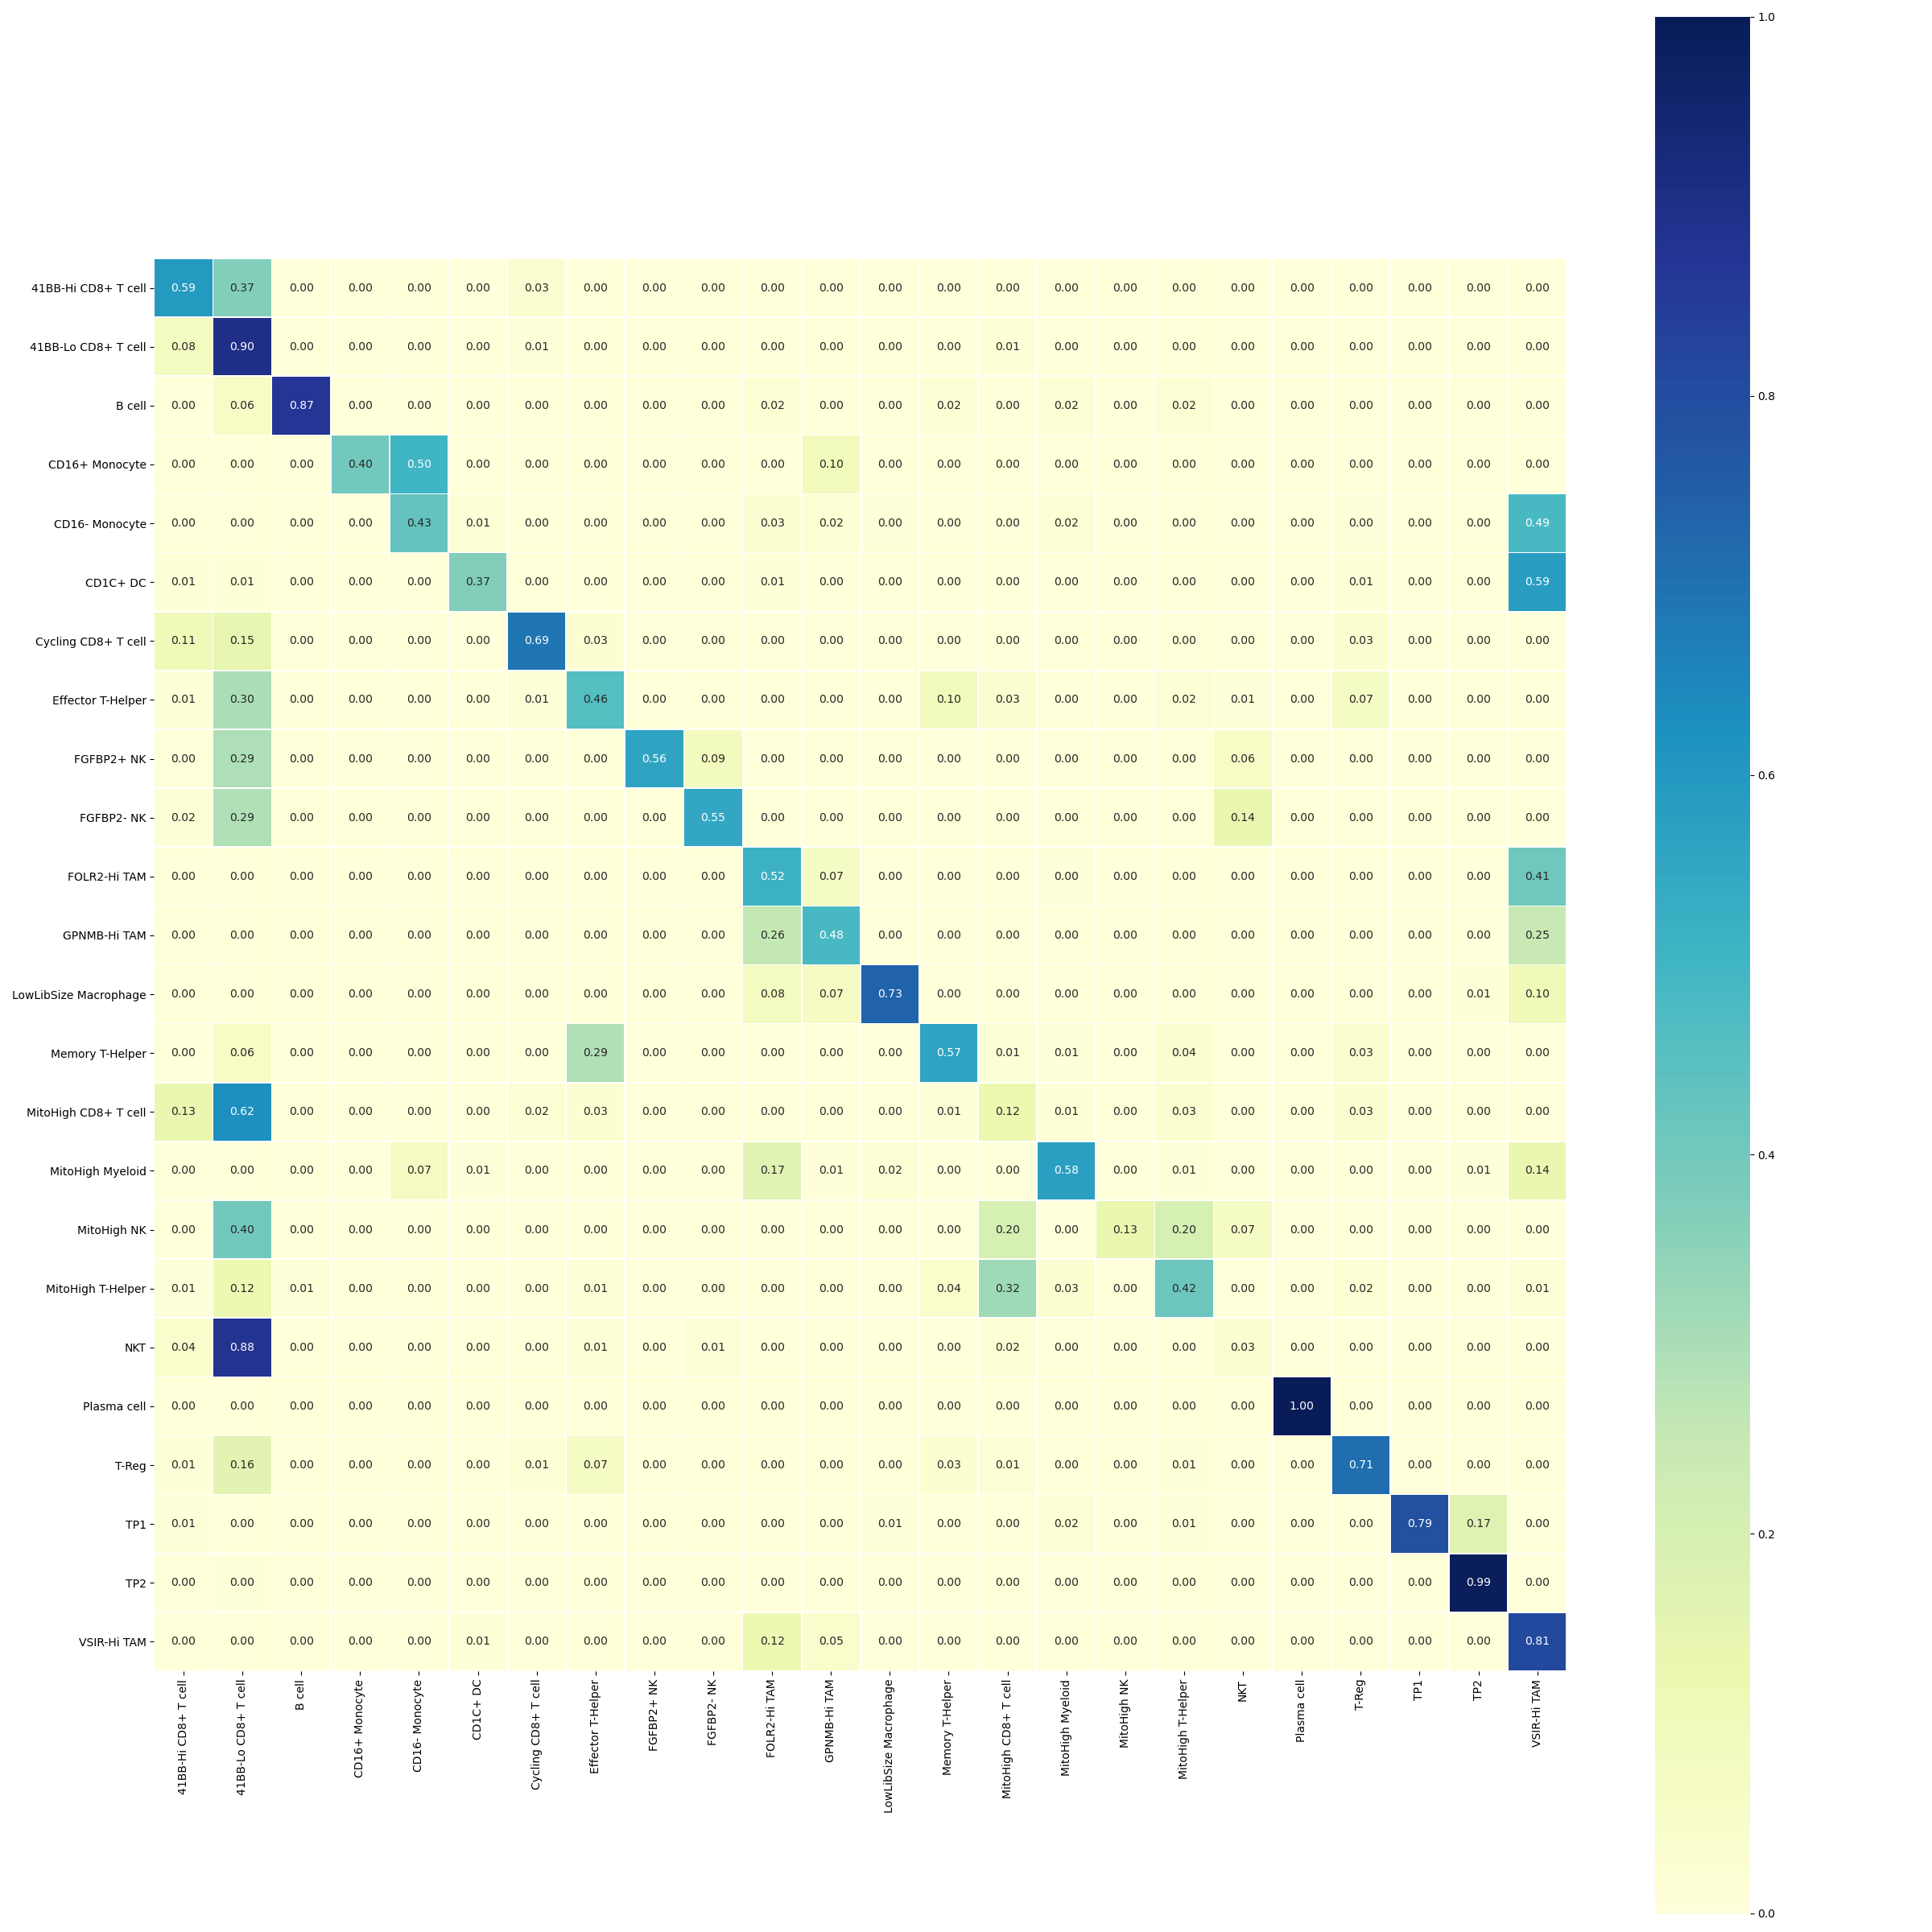 1.0
41BB-Hi CD8+ T cell 0.59 0.37 0.00 0.00 0.00 0.00 0.03 0.00 0.00 0.00 0.00 0.00 0.00 0.00 0.00 0.00 0.00 0.00 0.00 0.00 0.00 0.00 0.00 0.00
41BB-Lo CD8+ T cell 0.08 0.90 0.00 0.00 0.00 0.00 0.01 0.00 0.00 0.00 0.00 0.00 0.00 0.00 0.01 0.00 0.00 0.00 0.00 0.00 0.00 0.00 0.00 0.00
0.8
B cell 0.00 0.06 0.87 0.00 0.00 0.00 0.00 0.00 0.00 0.00 0.02 0.00 0.00 0.02 0.00 0.02 0.00 0.02 0.00 0.00 0.00 0.00 0.00 0.00
CD16+ Monocyte 0.00 0.00 0.00 0.40 0.50 0.00 0.00 0.00 0.00 0.00 0.00 0.10 0.00 0.00 0.00 0.00 0.00 0.00 0.00 0.00 0.00 0.00 0.00 0.00
CD16- Monocyte 0.00 0.00 0.00 0.00 0.43 0.01 0.00 0.00 0.00 0.00 0.03 0.02 0.00 0.00 0.00 0.02 0.00 0.00 0.00 0.00 0.00 0.00 0.00 0.49
CD1C+ DC 0.01 0.01 0.00 0.00 0.00 0.37 0.00 0.00 0.00 0.00 0.01 0.00 0.00 0.00 0.00 0.00 0.00 0.00 0.00 0.00 0.01 0.00 0.00 0.59
Cycling CD8+ T cell 0.11 0.15 0.00 0.00 0.00 0.00 0.69 0.03 0.00 0.00 0.00 0.00 0.00 0.00 0.00 0.00 0.00 0.00 0.00 0.00 0.03 0.00 0.00 0.00
Effector T-Helper 0.01 0.30 0.00 0.00 0.00 0.00 0.01 0.46 0.00 0.00 0.00 0.00 0.00 0.10 0.03 0.00 0.00 0.02 0.01 0.00 0.07 0.00 0.00 0.00
FGFBP2+ NK 0.00 0.29 0.00 0.00 0.00 0.00 0.00 0.00 0.56 0.09 0.00 0.00 0.00 0.00 0.00 0.00 0.00 0.00 0.06 0.00 0.00 0.00 0.00 0.00
0.6
FGFBP2- NK 0.02 0.29 0.00 0.00 0.00 0.00 0.00 0.00 0.00 0.55 0.00 0.00 0.00 0.00 0.00 0.00 0.00 0.00 0.14 0.00 0.00 0.00 0.00 0.00
FOLR2-Hi TAM 0.00 0.00 0.00 0.00 0.00 0.00 0.00 0.00 0.00 0.00 0.52 0.07 0.00 0.00 0.00 0.00 0.00 0.00 0.00 0.00 0.00 0.00 0.00 0.41
GPNMB-Hi TAM 0.00 0.00 0.00 0.00 0.00 0.00 0.00 0.00 0.00 0.00 0.26 0.48 0.00 0.00 0.00 0.00 0.00 0.00 0.00 0.00 0.00 0.00 0.00 0.25
LowLibSize Macrophage 0.00 0.00 0.00 0.00 0.00 0.00 0.00 0.00 0.00 0.00 0.08 0.07 0.73 0.00 0.00 0.00 0.00 0.00 0.00 0.00 0.00 0.00 0.01 0.10
Memory T-Helper 0.00 0.06 0.00 0.00 0.00 0.00 0.00 0.29 0.00 0.00 0.00 0.00 0.00 0.57 0.01 0.01 0.00 0.04 0.00 0.00 0.03 0.00 0.00 0.00
MitoHigh CD8+ T cell 0.13 0.62 0.00 0.00 0.00 0.00 0.02 0.03 0.00 0.00 0.00 0.00 0.00 0.01 0.12 0.01 0.00 0.03 0.00 0.00 0.03 0.00 0.00 0.00
0.4
MitoHigh Myeloid 0.00 0.00 0.00 0.00 0.07 0.01 0.00 0.00 0.00 0.00 0.17 0.01 0.02 0.00 0.00 0.58 0.00 0.01 0.00 0.00 0.00 0.00 0.01 0.14
MitoHigh NK 0.00 0.40 0.00 0.00 0.00 0.00 0.00 0.00 0.00 0.00 0.00 0.00 0.00 0.00 0.20 0.00 0.13 0.20 0.07 0.00 0.00 0.00 0.00 0.00
MitoHigh T-Helper 0.01 0.12 0.01 0.00 0.00 0.00 0.00 0.01 0.00 0.00 0.00 0.00 0.00 0.04 0.32 0.03 0.00 0.42 0.00 0.00 0.02 0.00 0.00 0.01
NKT 0.04 0.88 0.00 0.00 0.00 0.00 0.00 0.01 0.00 0.01 0.00 0.00 0.00 0.00 0.02 0.00 0.00 0.00 0.03 0.00 0.00 0.00 0.00 0.00
Plasma cell 0.00 0.00 0.00 0.00 0.00 0.00 0.00 0.00 0.00 0.00 0.00 0.00 0.00 0.00 0.00 0.00 0.00 0.00 0.00 1.00 0.00 0.00 0.00 0.00
T-Reg 0.01 0.16 0.00 0.00 0.00 0.00 0.01 0.07 0.00 0.00 0.00 0.00 0.00 0.03 0.01 0.00 0.00 0.01 0.00 0.00 0.71 0.00 0.00 0.00
TP1 0.01 0.00 0.00 0.00 0.00 0.00 0.00 0.00 0.00 0.00 0.00 0.00 0.01 0.00 0.00 0.02 0.00 0.01 0.00 0.00 0.00 0.79 0.17 0.00
0.2
TP2 0.00 0.00 0.00 0.00 0.00 0.00 0.00 0.00 0.00 0.00 0.00 0.00 0.00 0.00 0.00 0.00 0.00 0.00 0.00 0.00 0.00 0.00 0.99 0.00
VSIR-Hi TAM 0.00 0.00 0.00 0.00 0.00 0.01 0.00 0.00 0.00 0.00 0.12 0.05 0.00 0.00 0.00 0.00 0.00 0.00 0.00 0.00 0.00 0.00 0.00 0.81
41BB-Hi CD8+ T cell
41BB-Lo CD8+ T cell
B cell
CD16+ Monocyte
CD16- Monocyte
CD1C+ DC
Cycling CD8+ T cell
Effector T-Helper
FGFBP2+ NK
FGFBP2- NK
FOLR2-Hi TAM
GPNMB-Hi TAM
LowLibSize Macrophage
Memory T-Helper
MitoHigh CD8+ T cell
MitoHigh Myeloid
MitoHigh NK
MitoHigh T-Helper
NKT
Plasma cell
T-Reg
TP1
TP2
VSIR-Hi TAM
0.0